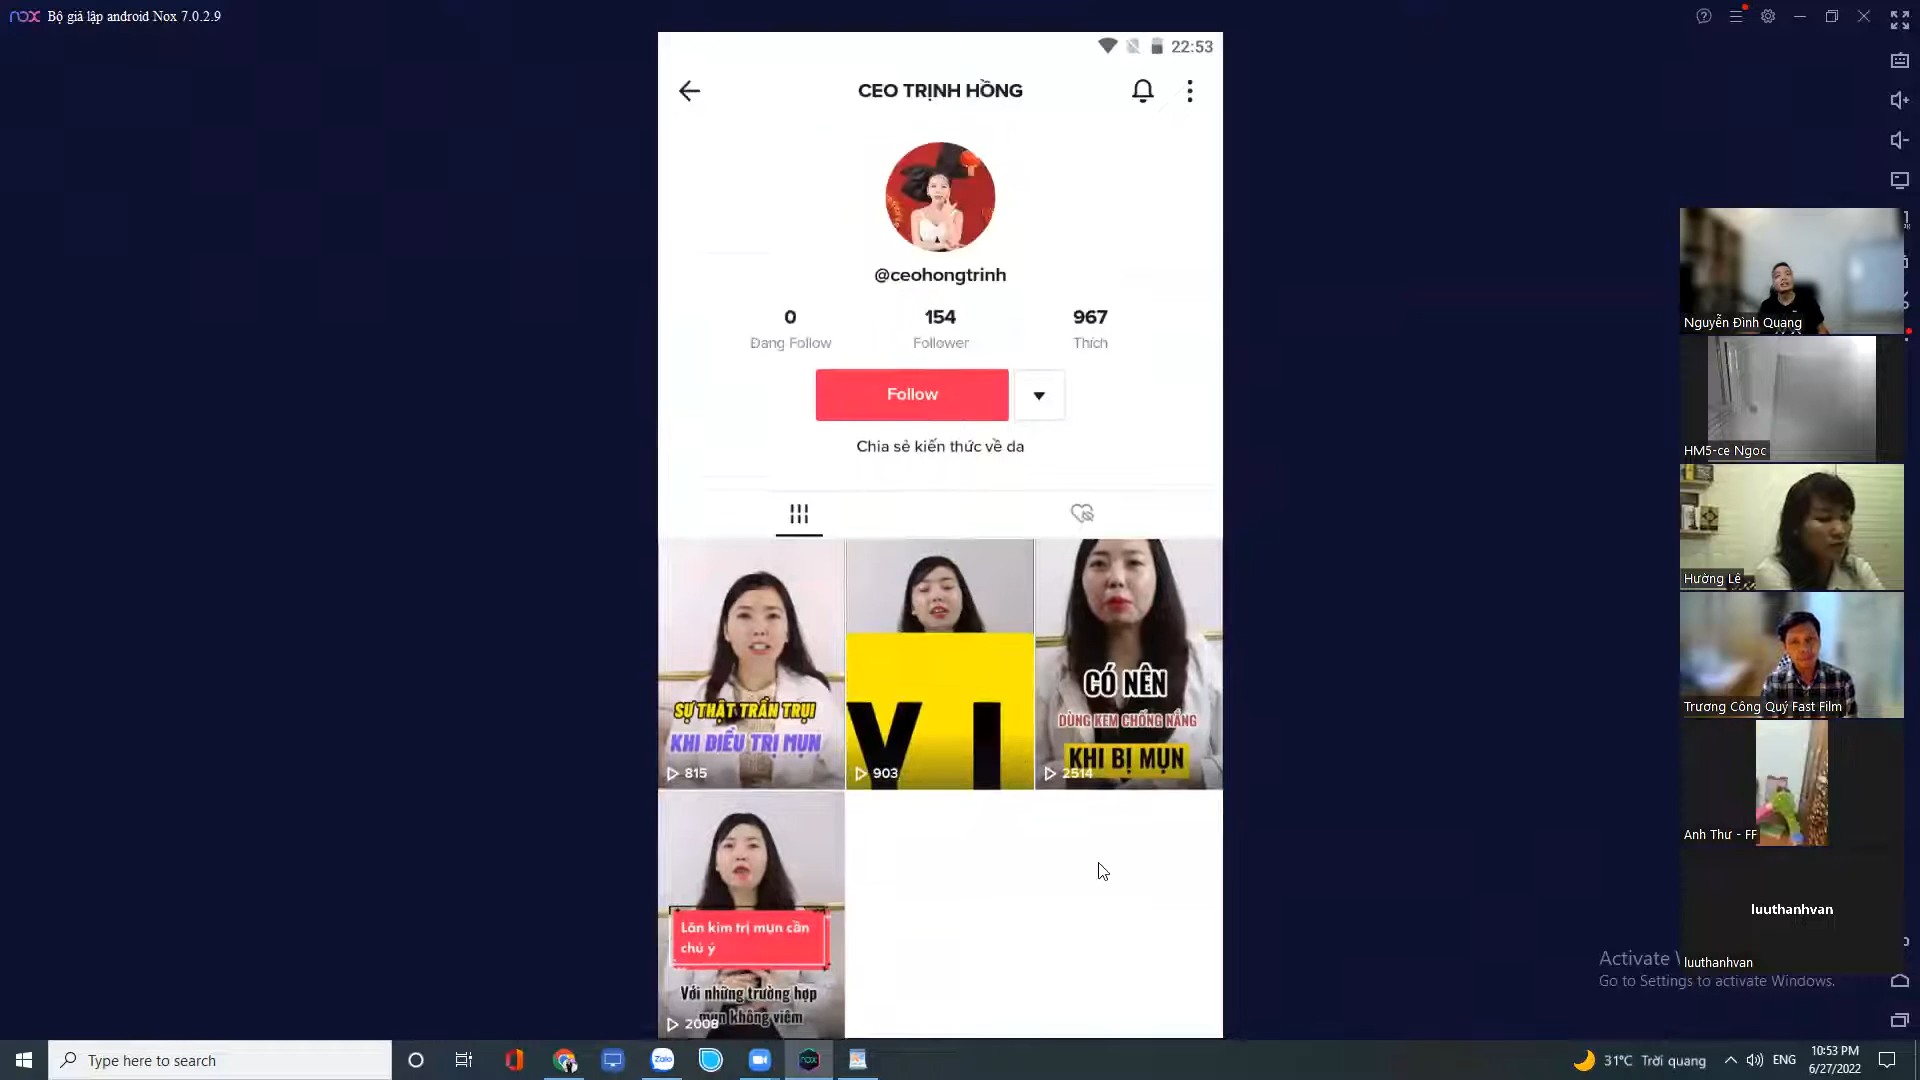 nox Bộ giả lập android Nox 7.0.2.9
22:53
CEO TRỊNH HỒNG
@ceohongtrinh
0 154 967
Đang Follow Follower Thích
Follow
Chia sẻ kiến thức về da
SỰ THẬT TRẦN TRỤI
KHI ĐIỀU TRỊ MỤN
815
903
CÓ NÊN
DÙNG KEM CHỐNG NẮNG
KHI BỊ MỤN
2514
Lăn kim trị mụn cần
chú ý
Với những trường hợp
mụn không viêm
2008
Nguyễn Đình Quang
HM5-ce Ngoc
Hường Lê
Trương Công Quý Fast Film
Anh Thư - FF
luuthanhvan
luuthanhvan
Activate
Go to Settings to activate Windows.
Type here to search
Zalo
nox
31°C Trời quang
ENG
10:53 PM
6/27/2022